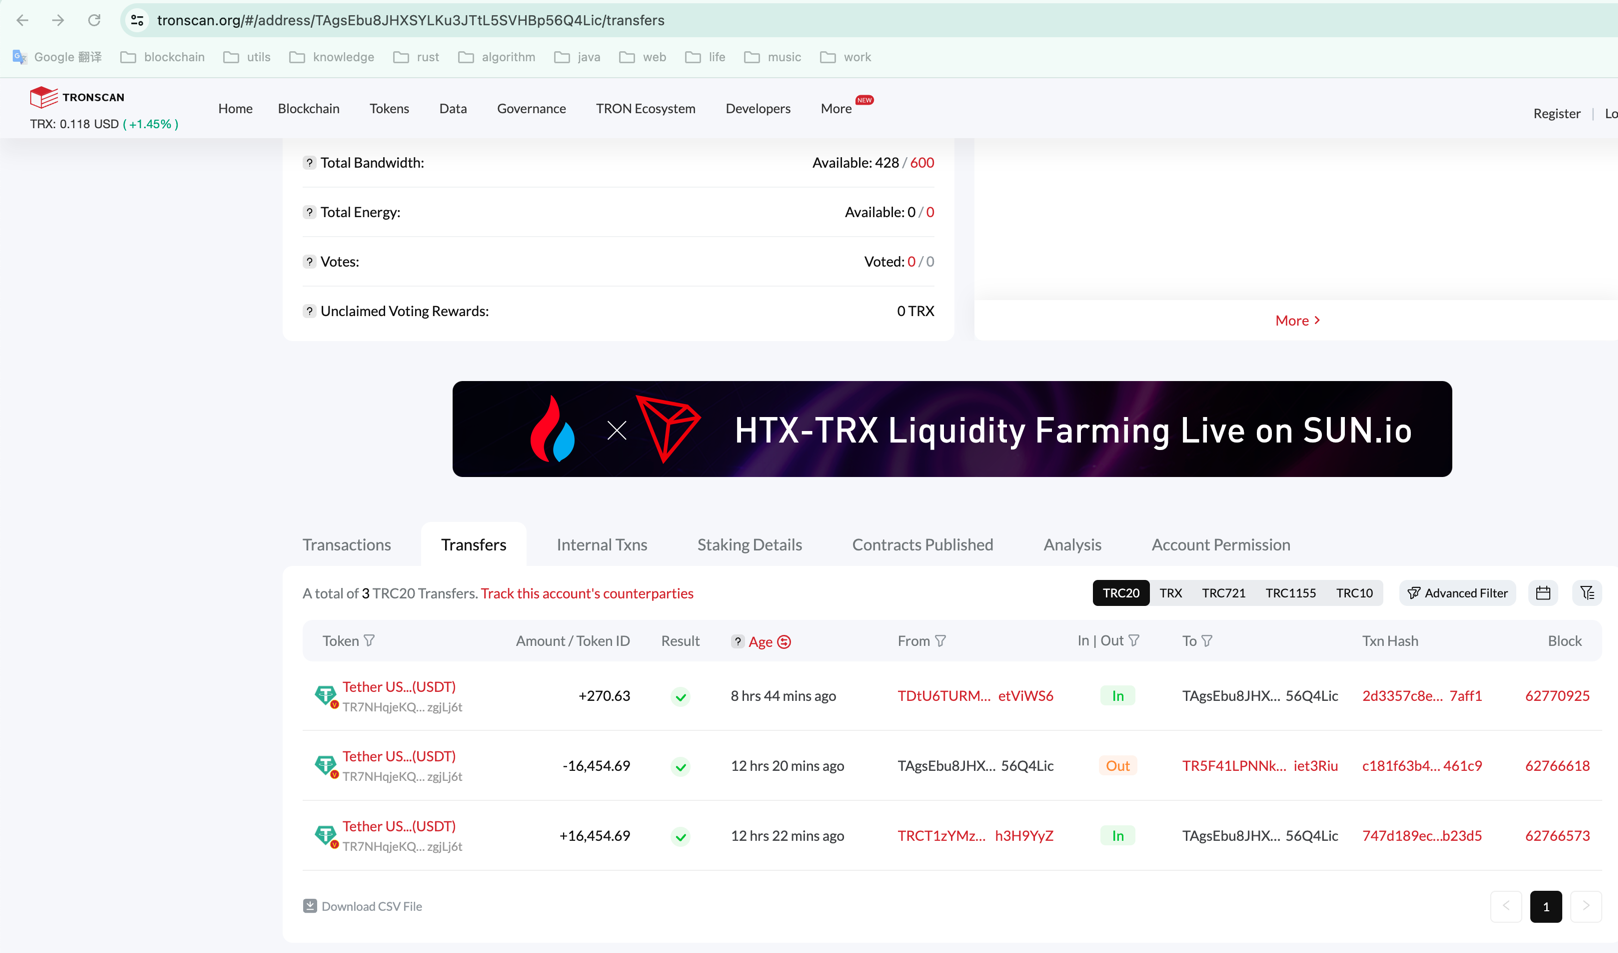 tronscan.org/#/address/TAgsEbu8JHXSYLKu3JTtL5SVHBp56Q4Lic/transfers
Google 翻译 blockchain utils knowledge rust algorithm java web life music work
TRONSCAN
TRX: 0.118 USD ( +1.45% )
Home Blockchain Tokens Data Governance TRON Ecosystem Developers More NEW
Register | Lo
? Total Bandwidth: Available: 428 / 600
? Total Energy: Available: 0 / 0
? Votes: Voted: 0 / 0
? Unclaimed Voting Rewards: 0 TRX
More >
HTX-TRX Liquidity Farming Live on SUN.io
Transactions Transfers Internal Txns Staking Details Contracts Published Analysis Account Permission
A total of 3 TRC20 Transfers. Track this account's counterparties
TRC20 TRX TRC721 TRC1155 TRC10 Advanced Filter
Token Amount / Token ID Result ? Age From In | Out To Txn Hash Block
Tether US...(USDT)
TR7NHqjeKQ... zgjLj6t
+270.63 8 hrs 44 mins ago TDtU6TURM... etViWS6 In TAgsEbu8JHX... 56Q4Lic 2d3357c8e... 7aff1 62770925
Tether US...(USDT)
TR7NHqjeKQ... zgjLj6t
-16,454.69 12 hrs 20 mins ago TAgsEbu8JHX... 56Q4Lic Out TR5F41LPNNk... iet3Riu c181f63b4... 461c9 62766618
Tether US...(USDT)
TR7NHqjeKQ... zgjLj6t
+16,454.69 12 hrs 22 mins ago TRCT1zYMz... h3H9YyZ In TAgsEbu8JHX... 56Q4Lic 747d189ec...b23d5 62766573
Download CSV File
< 1 >